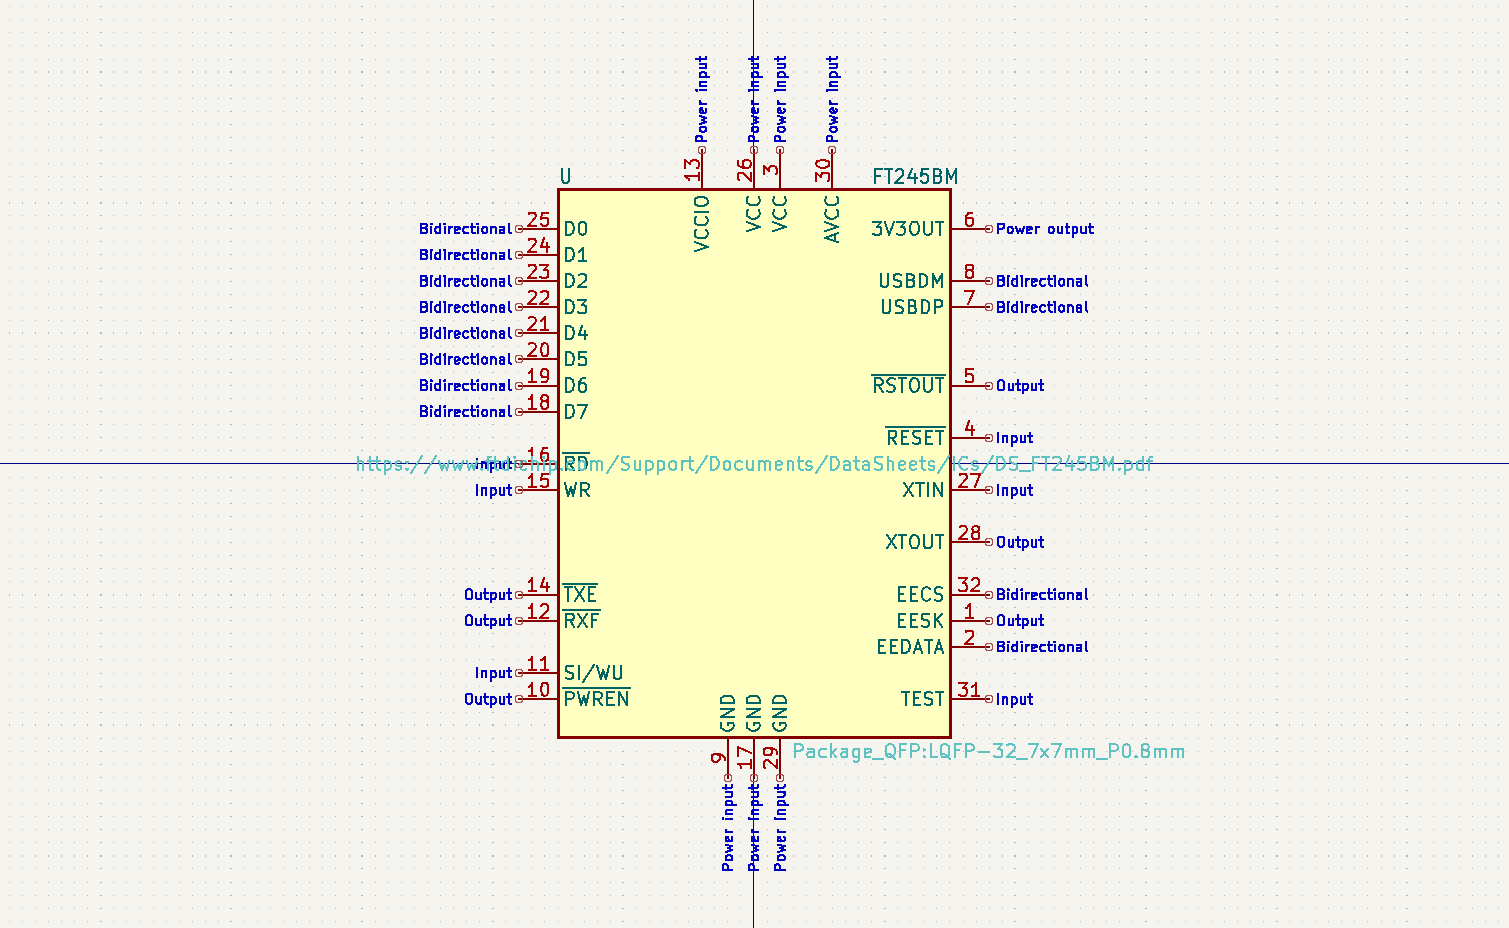 Power input Power input Power input Power input
13 26 3 30
U FT245BM
VCCIO VCC VCC AVCC
Bidirectional 25 D0 3V3OUT 6 Power output
Bidirectional 24 D1
Bidirectional 23 D2 USBDM 8 Bidirectional
Bidirectional 22 D3 USBDP 7 Bidirectional
Bidirectional 21 D4
Bidirectional 20 D5
Bidirectional 19 D6 RSTOUT 5 Output
Bidirectional 18 D7
RESET 4 Input
Input 16 RD
https://www.ftdichip.com/Support/Documents/DataSheets/ICs/DS_FT245BM.pdf
Input 15 WR XTIN 27 Input
XTOUT 28 Output
Output 14 TXE EECS 32 Bidirectional
Output 12 RXF EESK 1 Output
EEDATA 2 Bidirectional
Input 11 SI/WU
Output 10 PWREN TEST 31 Input
GND GND GND
9 17 29
Package_QFP:LQFP-32_7x7mm_P0.8mm
Power input Power input Power input